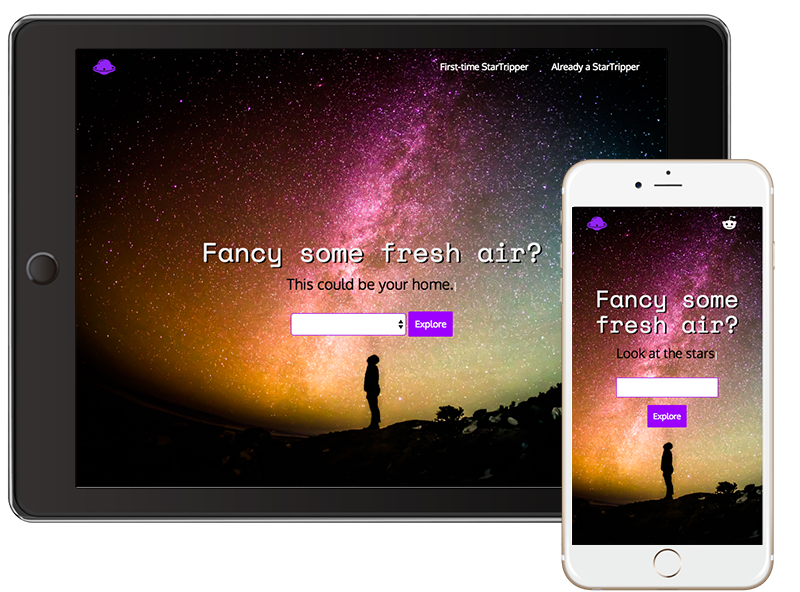 First-time StarTripper
Already a StarTripper
Fancy some fresh air?
This could be your home.
Explore
Fancy some
fresh air?
Look at the stars
Explore